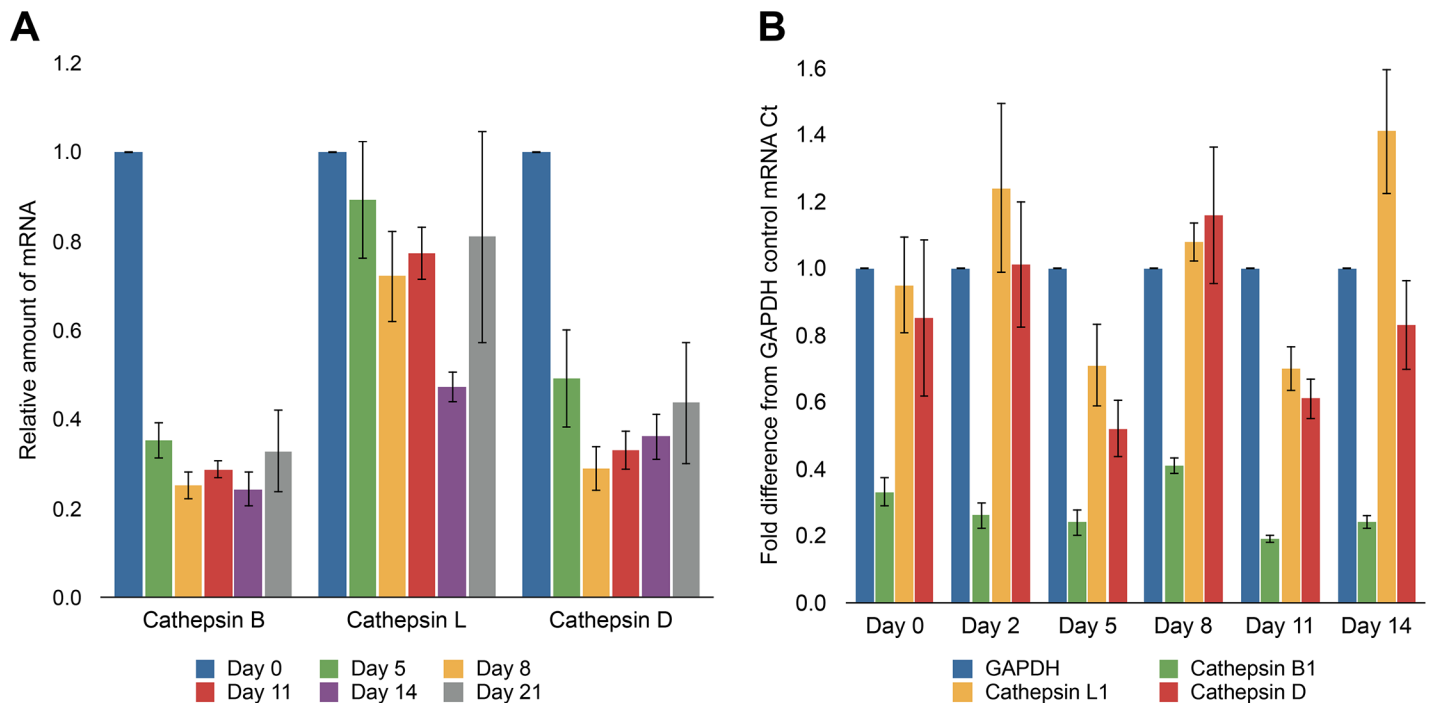 A
Relative amount of mRNA
1.2
1.0
0.8
0.6
0.4
0.2
0.0
Cathepsin B Cathepsin L Cathepsin D
Day 0 Day 5 Day 8
Day 11 Day 14 Day 21
B
Fold difference from GAPDH control mRNA Ct
1.6
1.4
1.2
1.0
0.8
0.6
0.4
0.2
0.0
Day 0 Day 2 Day 5 Day 8 Day 11 Day 14
GAPDH Cathepsin B1
Cathepsin L1 Cathepsin D